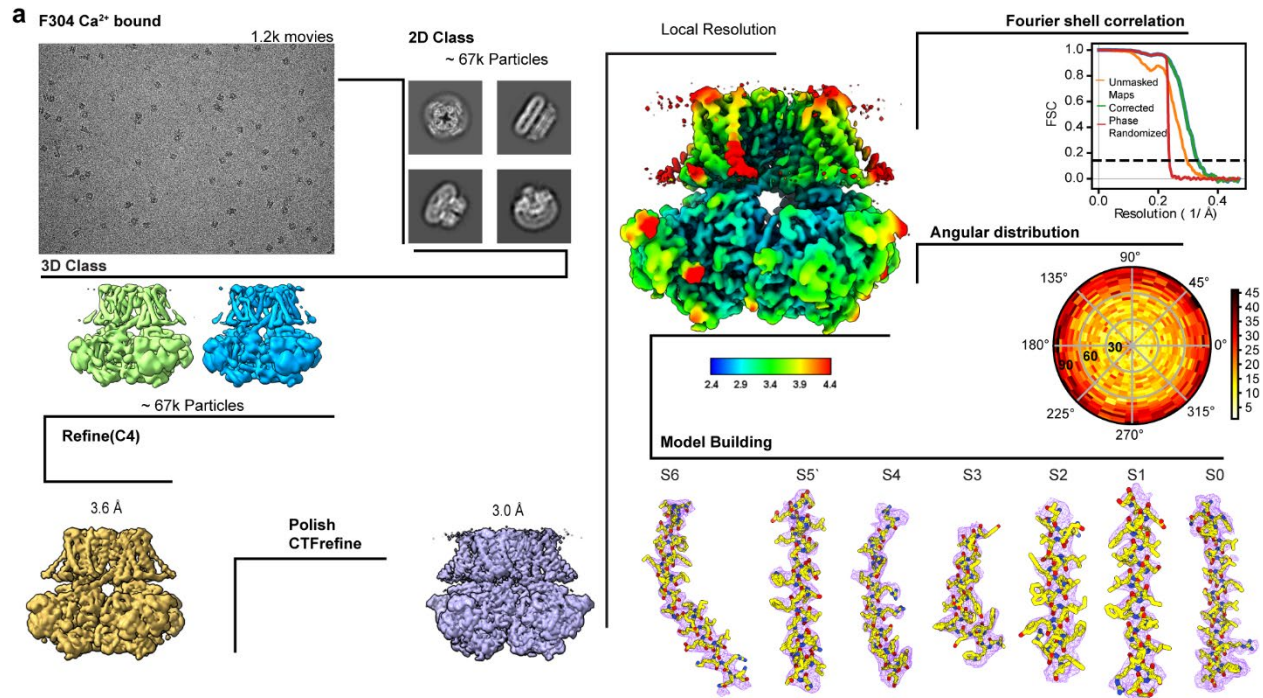 a
F304 Ca²⁺ bound
1.2k movies
2D Class
~ 67k Particles
3D Class
~ 67k Particles
Refine(C4)
3.6 Å
Polish
CTFrefine
3.0 Å
Local Resolution
2.4 2.9 3.4 3.9 4.4
Fourier shell correlation
1.0
0.8
0.6
0.4
0.2
0.0
FSC
Unmasked
Maps
Corrected
Phase
Randomized
0.0 0.2 0.4
Resolution ( 1/ Å)
Angular distribution
90°
135° 45°
180° 0°
225° 315°
270°
30
60
90
45
40
35
30
25
20
15
10
5
Model Building
S6 S5` S4 S3 S2 S1 S0